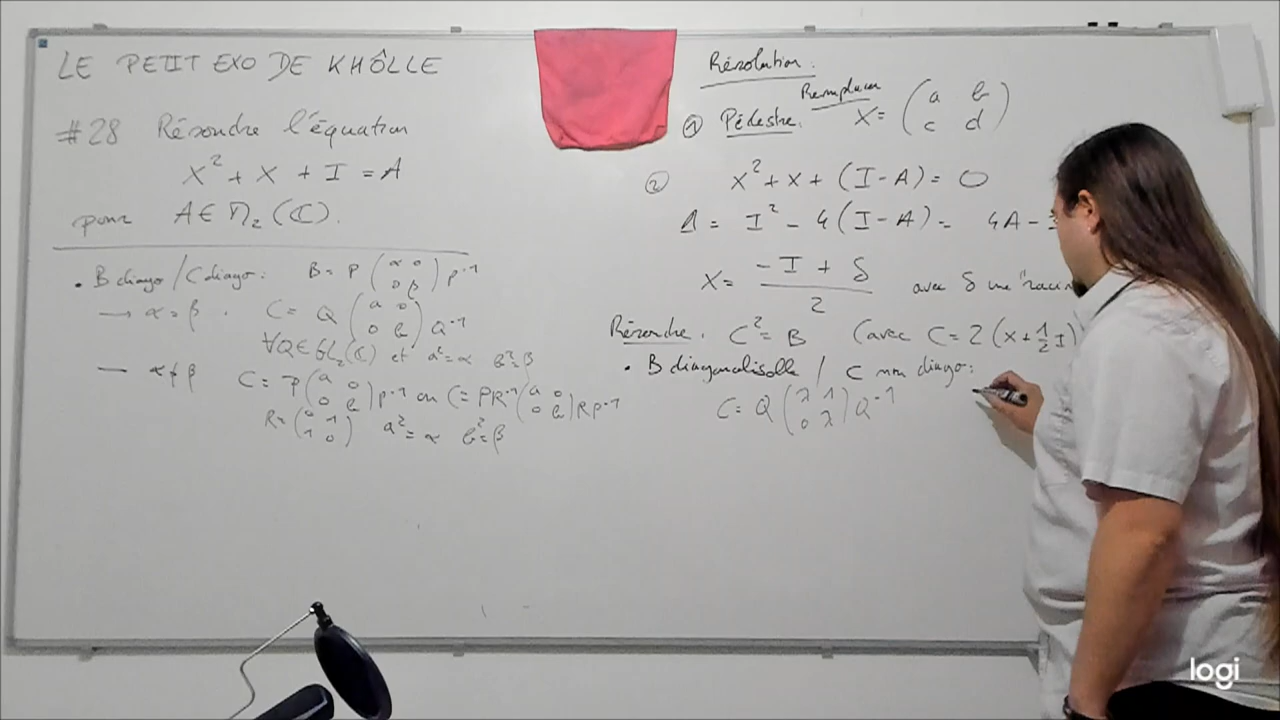 LE PETIT EXO DE KHÔLLE
#28 Résoudre l'équation
X² + X + I = A
pour A ∈ M₂(ℂ).
• B diago / C diago : B = P (α 0
0 β) P⁻¹
→ α = β . C = Q (a 0
0 b) Q⁻¹
∀Q ∈ GL₂(ℂ) et a² = α b² = β
— α ≠ β C = P (a 0
0 b) P⁻¹ ou C = PR⁻¹ (a 0
0 b) RP⁻¹
R = (0 1
1 0) a² = α b² = β
Résolution :
① Pédestre. Remplacer X = (a b
c d)
② X² + X + (I - A) = 0
Δ = I² - 4(I - A) = 4A -
X = (-I + δ) / 2 avec δ une "racin
Résoudre. C² = B (avec C = 2(X + ½ I)
• B diagonalisable / C non diago :
C = Q (λ 1
0 λ) Q⁻¹
logi